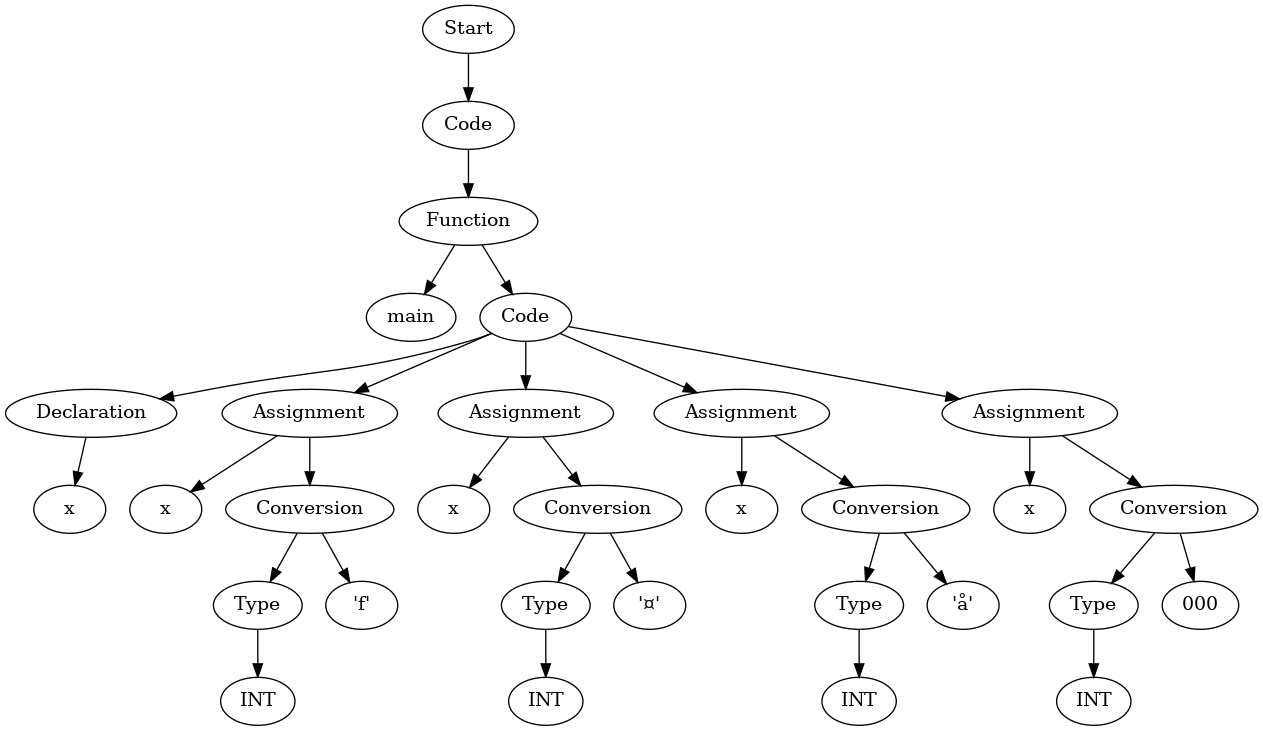 Start
Code
Function
main
Code
Declaration
Assignment
Assignment
Assignment
Assignment
x
x
Conversion
x
Conversion
x
Conversion
x
Conversion
Type
'f'
Type
'¤'
Type
'å'
Type
000
INT
INT
INT
INT